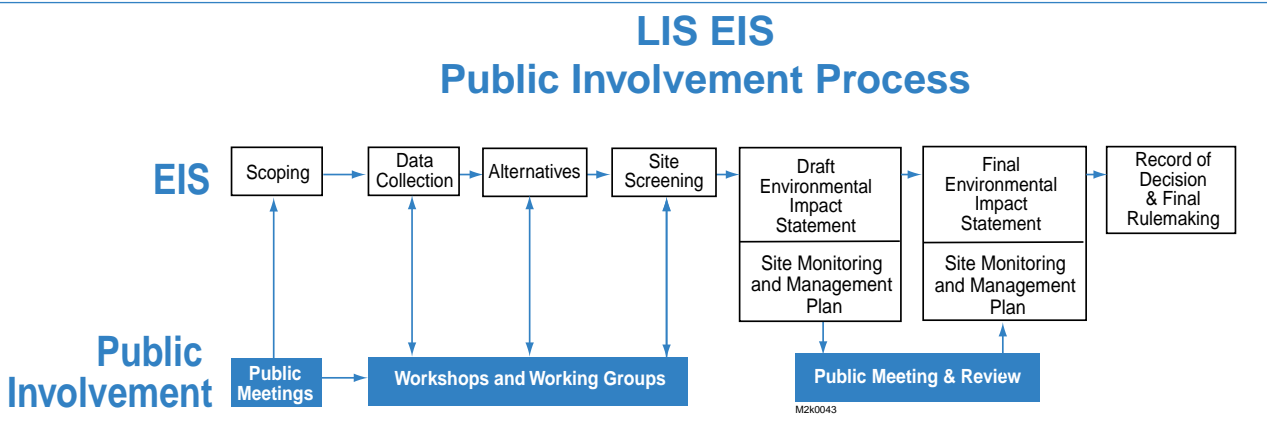 LIS EIS
Public Involvement Process
EIS
Scoping
Data
Collection
Alternatives
Site
Screening
Draft
Environmental
Impact
Statement
Site Monitoring
and Management
Plan
Final
Environmental
Impact
Statement
Site Monitoring
and Management
Plan
Record of
Decision
& Final
Rulemaking
Public
Involvement
Public
Meetings
Workshops and Working Groups
Public Meeting & Review
M2k0043